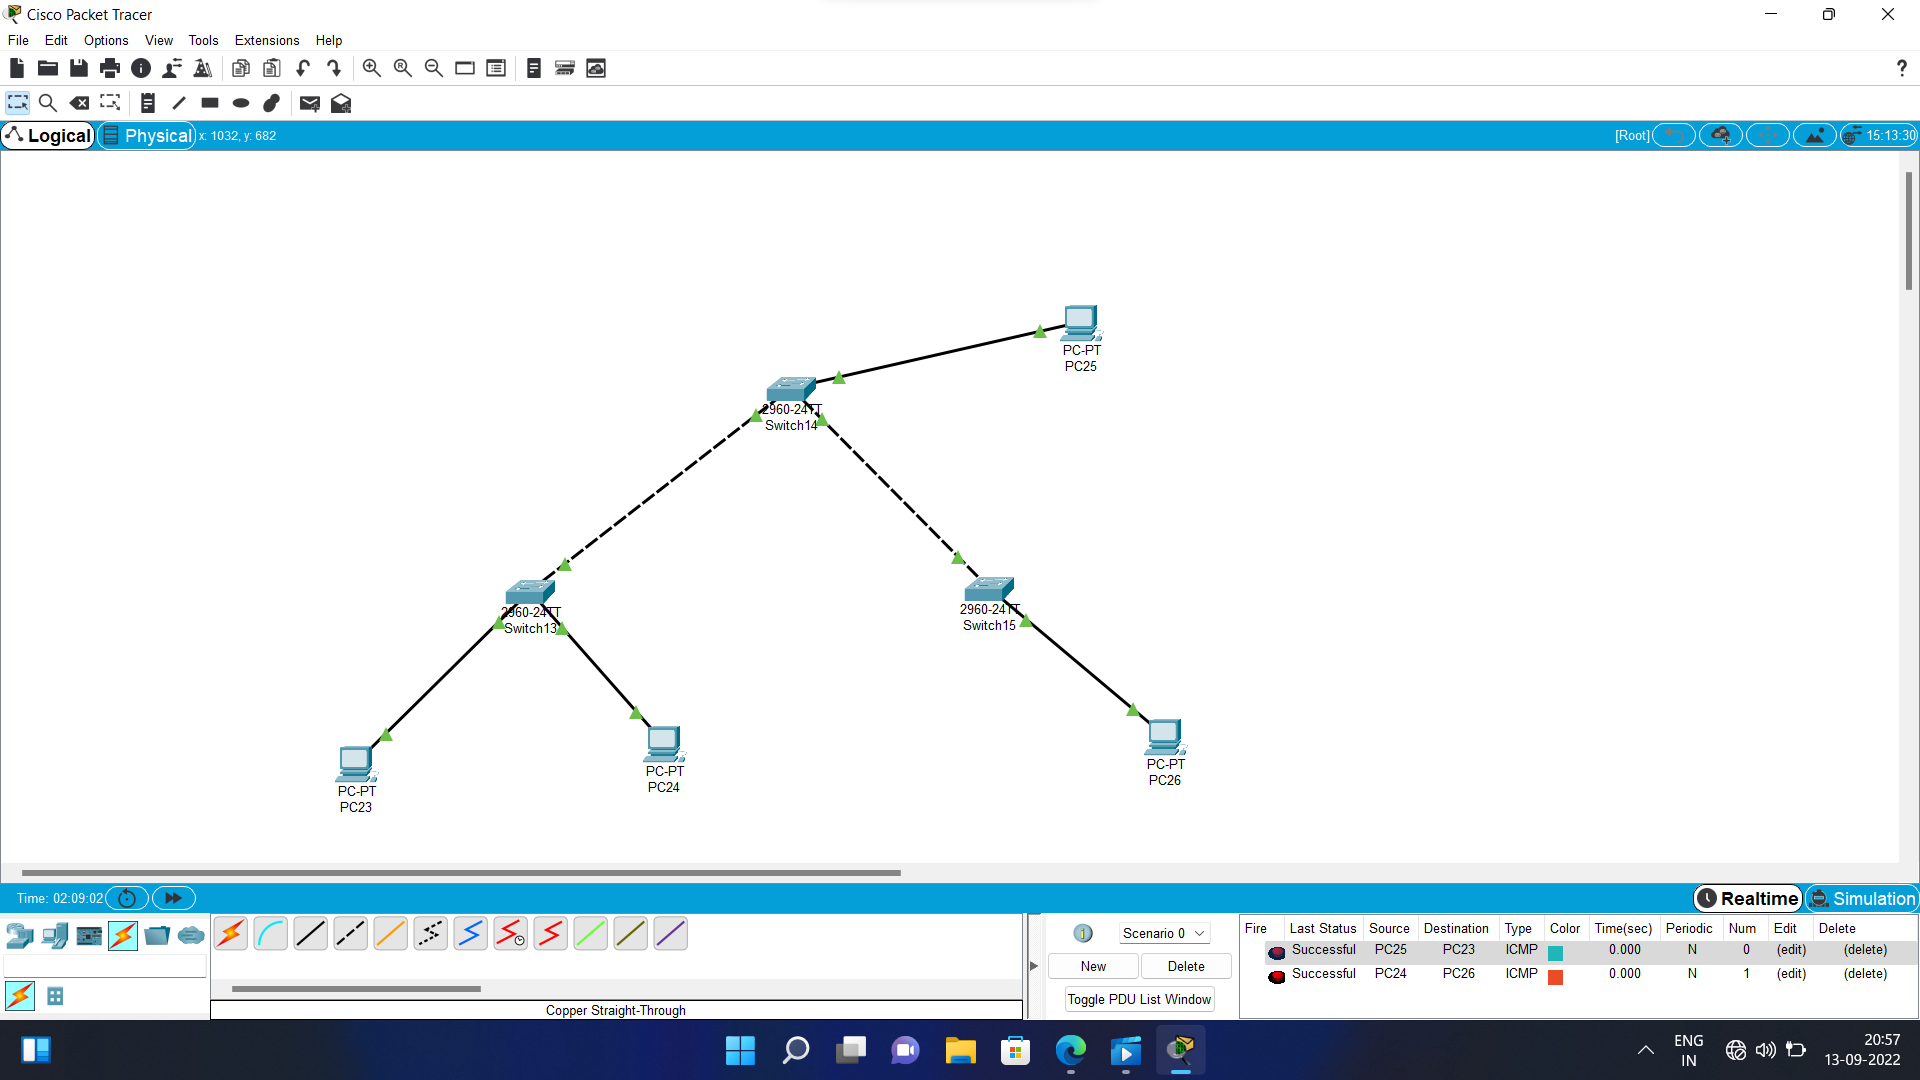 Cisco Packet Tracer
File Edit Options View Tools Extensions Help
?
Logical Physical x: 1032, y: 682 [Root] 15:13:30
PC-PT
PC25
2960-24TT
Switch14
2960-24TT
Switch13
2960-24TT
Switch15
PC-PT
PC23
PC-PT
PC24
PC-PT
PC26
Time: 02:09:02 Realtime Simulation
Scenario 0
New Delete
Toggle PDU List Window
Copper Straight-Through
Fire Last Status Source Destination Type Color Time(sec) Periodic Num Edit Delete
Successful PC25 PC23 ICMP 0.000 N 0 (edit) (delete)
Successful PC24 PC26 ICMP 0.000 N 1 (edit) (delete)
ENG
IN
20:57
13-09-2022